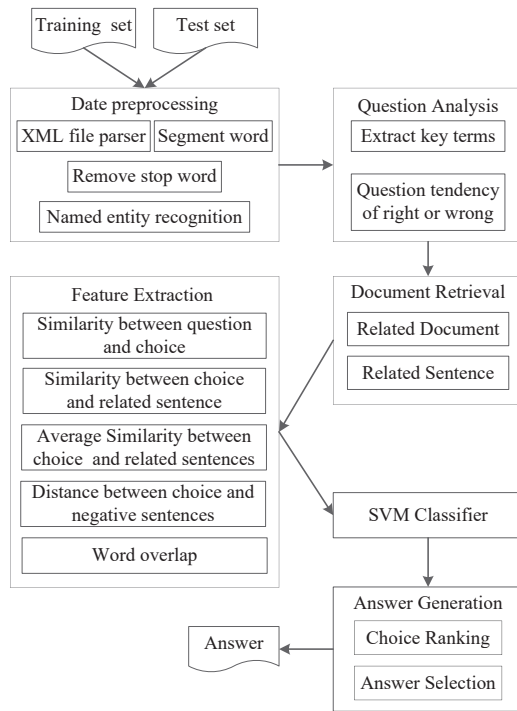 Training set
Test set
Date preprocessing
XML file parser
Segment word
Remove stop word
Named entity recognition
Question Analysis
Extract key terms
Question tendency
of right or wrong
Document Retrieval
Related Document
Related Sentence
Feature Extraction
Similarity between question
and choice
Similarity between choice
and related sentence
Average Similarity between
choice and related sentences
Distance between choice and
negative sentences
Word overlap
SVM Classifier
Answer Generation
Choice Ranking
Answer Selection
Answer